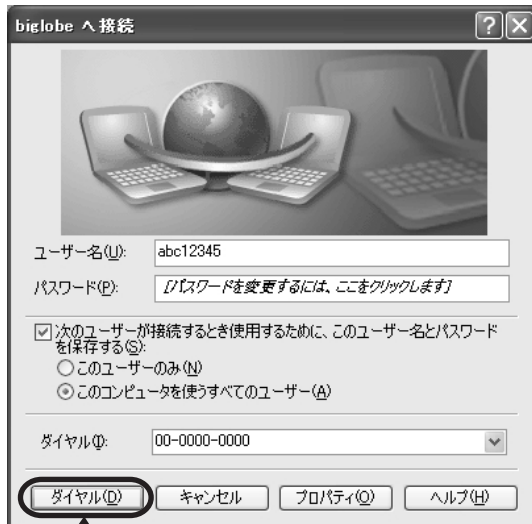 biglobe へ接続
ユーザー名(U):
abc12345
パスワード(P):
[パスワードを変更するには、ここをクリックします]
次のユーザーが接続するとき使用するために、このユーザー名とパスワード
を保存する(S):
このユーザーのみ(N)
このコンピュータを使うすべてのユーザー(A)
ダイヤル(I):
00-0000-0000
ダイヤル(D)
キャンセル
プロパティ(O)
ヘルプ(H)